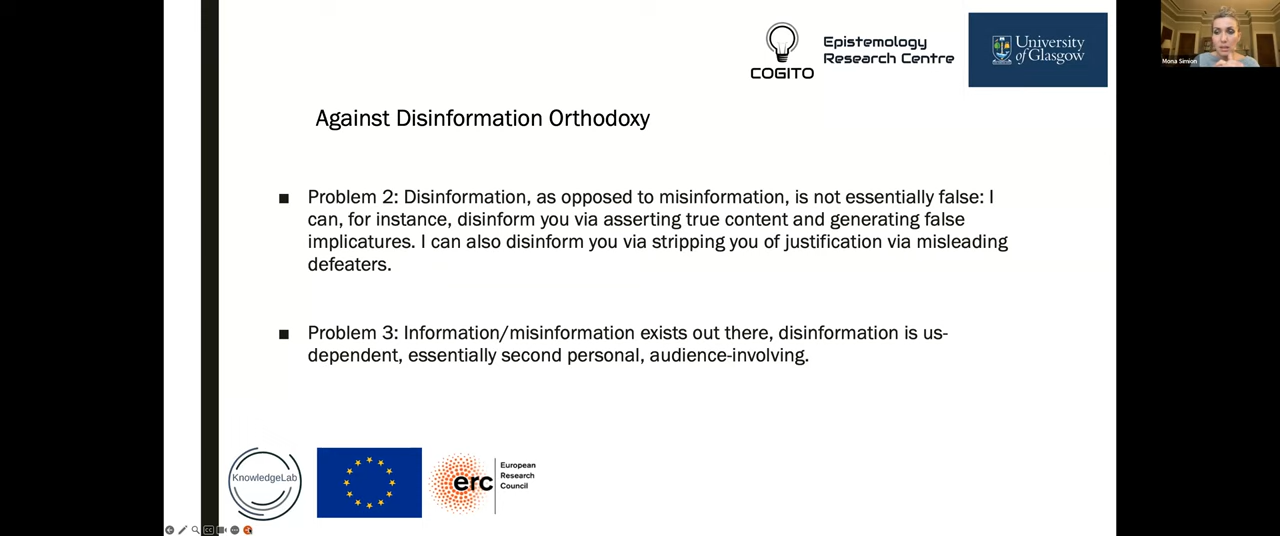 COGITO
Epistemology
Research Centre
University
of Glasgow
Mona Simion
Against Disinformation Orthodoxy
■ Problem 2: Disinformation, as opposed to misinformation, is not essentially false: I
can, for instance, disinform you via asserting true content and generating false
implicatures. I can also disinform you via stripping you of justification via misleading
defeaters.
■ Problem 3: Information/misinformation exists out there, disinformation is us-
dependent, essentially second personal, audience-involving.
KnowledgeLab
erc
European
Research
Council